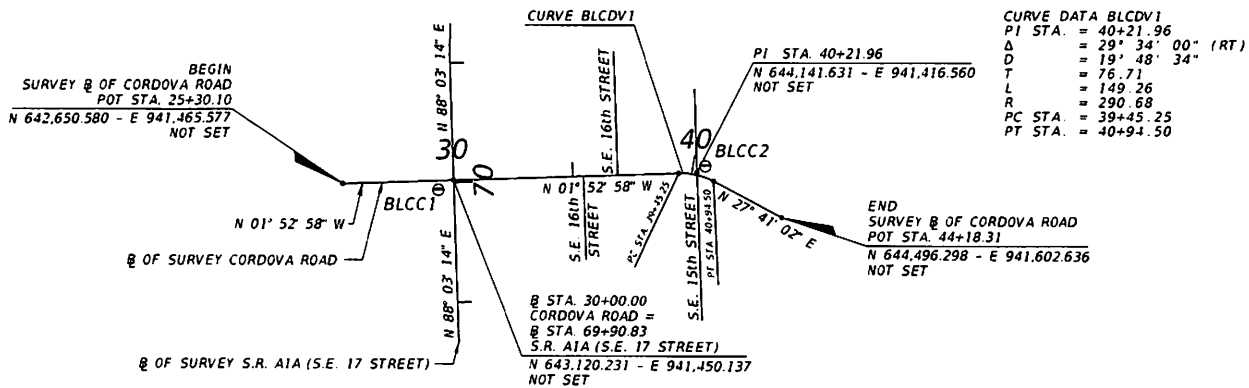 CURVE BLCDV1
CURVE DATA BLCDV1
PI STA. = 40+21.96
Δ = 29° 34' 00" (RT)
D = 19° 48' 34"
T = 76.71
L = 149.26
R = 290.68
PC STA. = 39+45.25
PT STA. = 40+94.50
PI STA. 40+21.96
N 644,141.631 - E 941,416.560
NOT SET
BEGIN
SURVEY ⅊ OF CORDOVA ROAD
POT STA. 25+30.10
N 642,650.580 - E 941,465.577
NOT SET
N 88° 03' 14" E
S.E. 16th STREET
30
70
40
BLCC2
BLCC1
N 01° 52' 58" W
N 01° 52' 58" W
S.E. 16th
STREET
PC STA. 39+45.25
S.E. 15th STREET
PT STA. 40+94.50
N 27° 41' 02" E
END
SURVEY ⅊ OF CORDOVA ROAD
POT STA. 44+18.31
N 644,496.298 - E 941,602.636
NOT SET
⅊ OF SURVEY CORDOVA ROAD
N 88° 03' 14" E
⅊ STA. 30+00.00
CORDOVA ROAD =
⅊ STA. 69+90.83
S.R. A1A (S.E. 17 STREET)
N 643,120.231 - E 941,450.137
NOT SET
⅊ OF SURVEY S.R. A1A (S.E. 17 STREET)